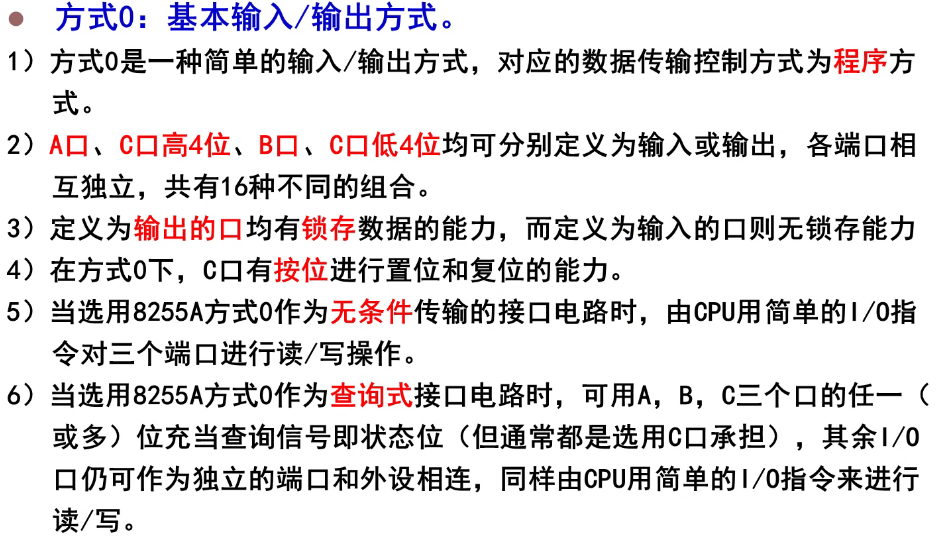 ● 方式0：基本输入/输出方式。
1）方式0是一种简单的输入/输出方式，对应的数据传输控制方式为程序方
式。
2）A口、C口高4位、B口、C口低4位均可分别定义为输入或输出，各端口相
互独立，共有16种不同的组合。
3）定义为输出的口均有锁存数据的能力，而定义为输入的口则无锁存能力
4）在方式0下，C口有按位进行置位和复位的能力。
5）当选用8255A方式0作为无条件传输的接口电路时，由CPU用简单的I/O指
令对三个端口进行读/写操作。
6）当选用8255A方式0作为查询式接口电路时，可用A，B，C三个口的任一（
或多）位充当查询信号即状态位（但通常都是选用C口承担），其余I/O
口仍可作为独立的端口和外设相连，同样由CPU用简单的I/O指令来进行
读/写。